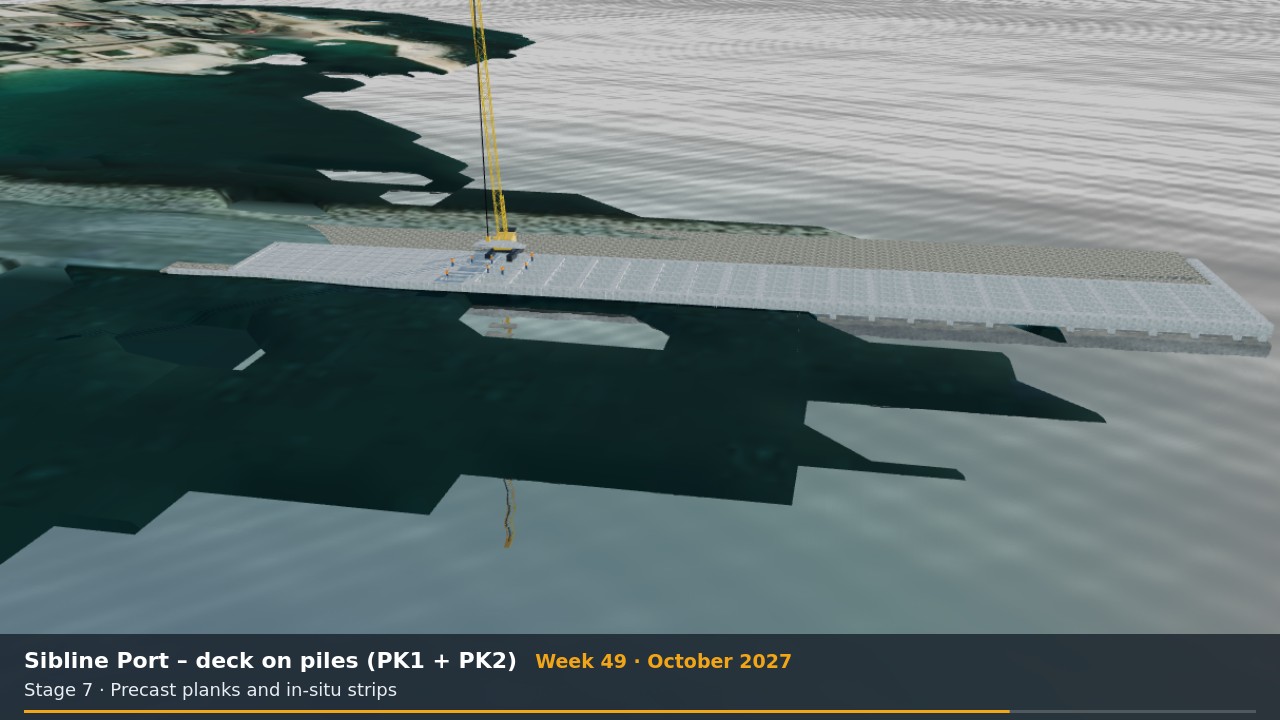 Sibline Port – deck on piles (PK1 + PK2) Week 49 · October 2027
Stage 7 · Precast planks and in-situ strips